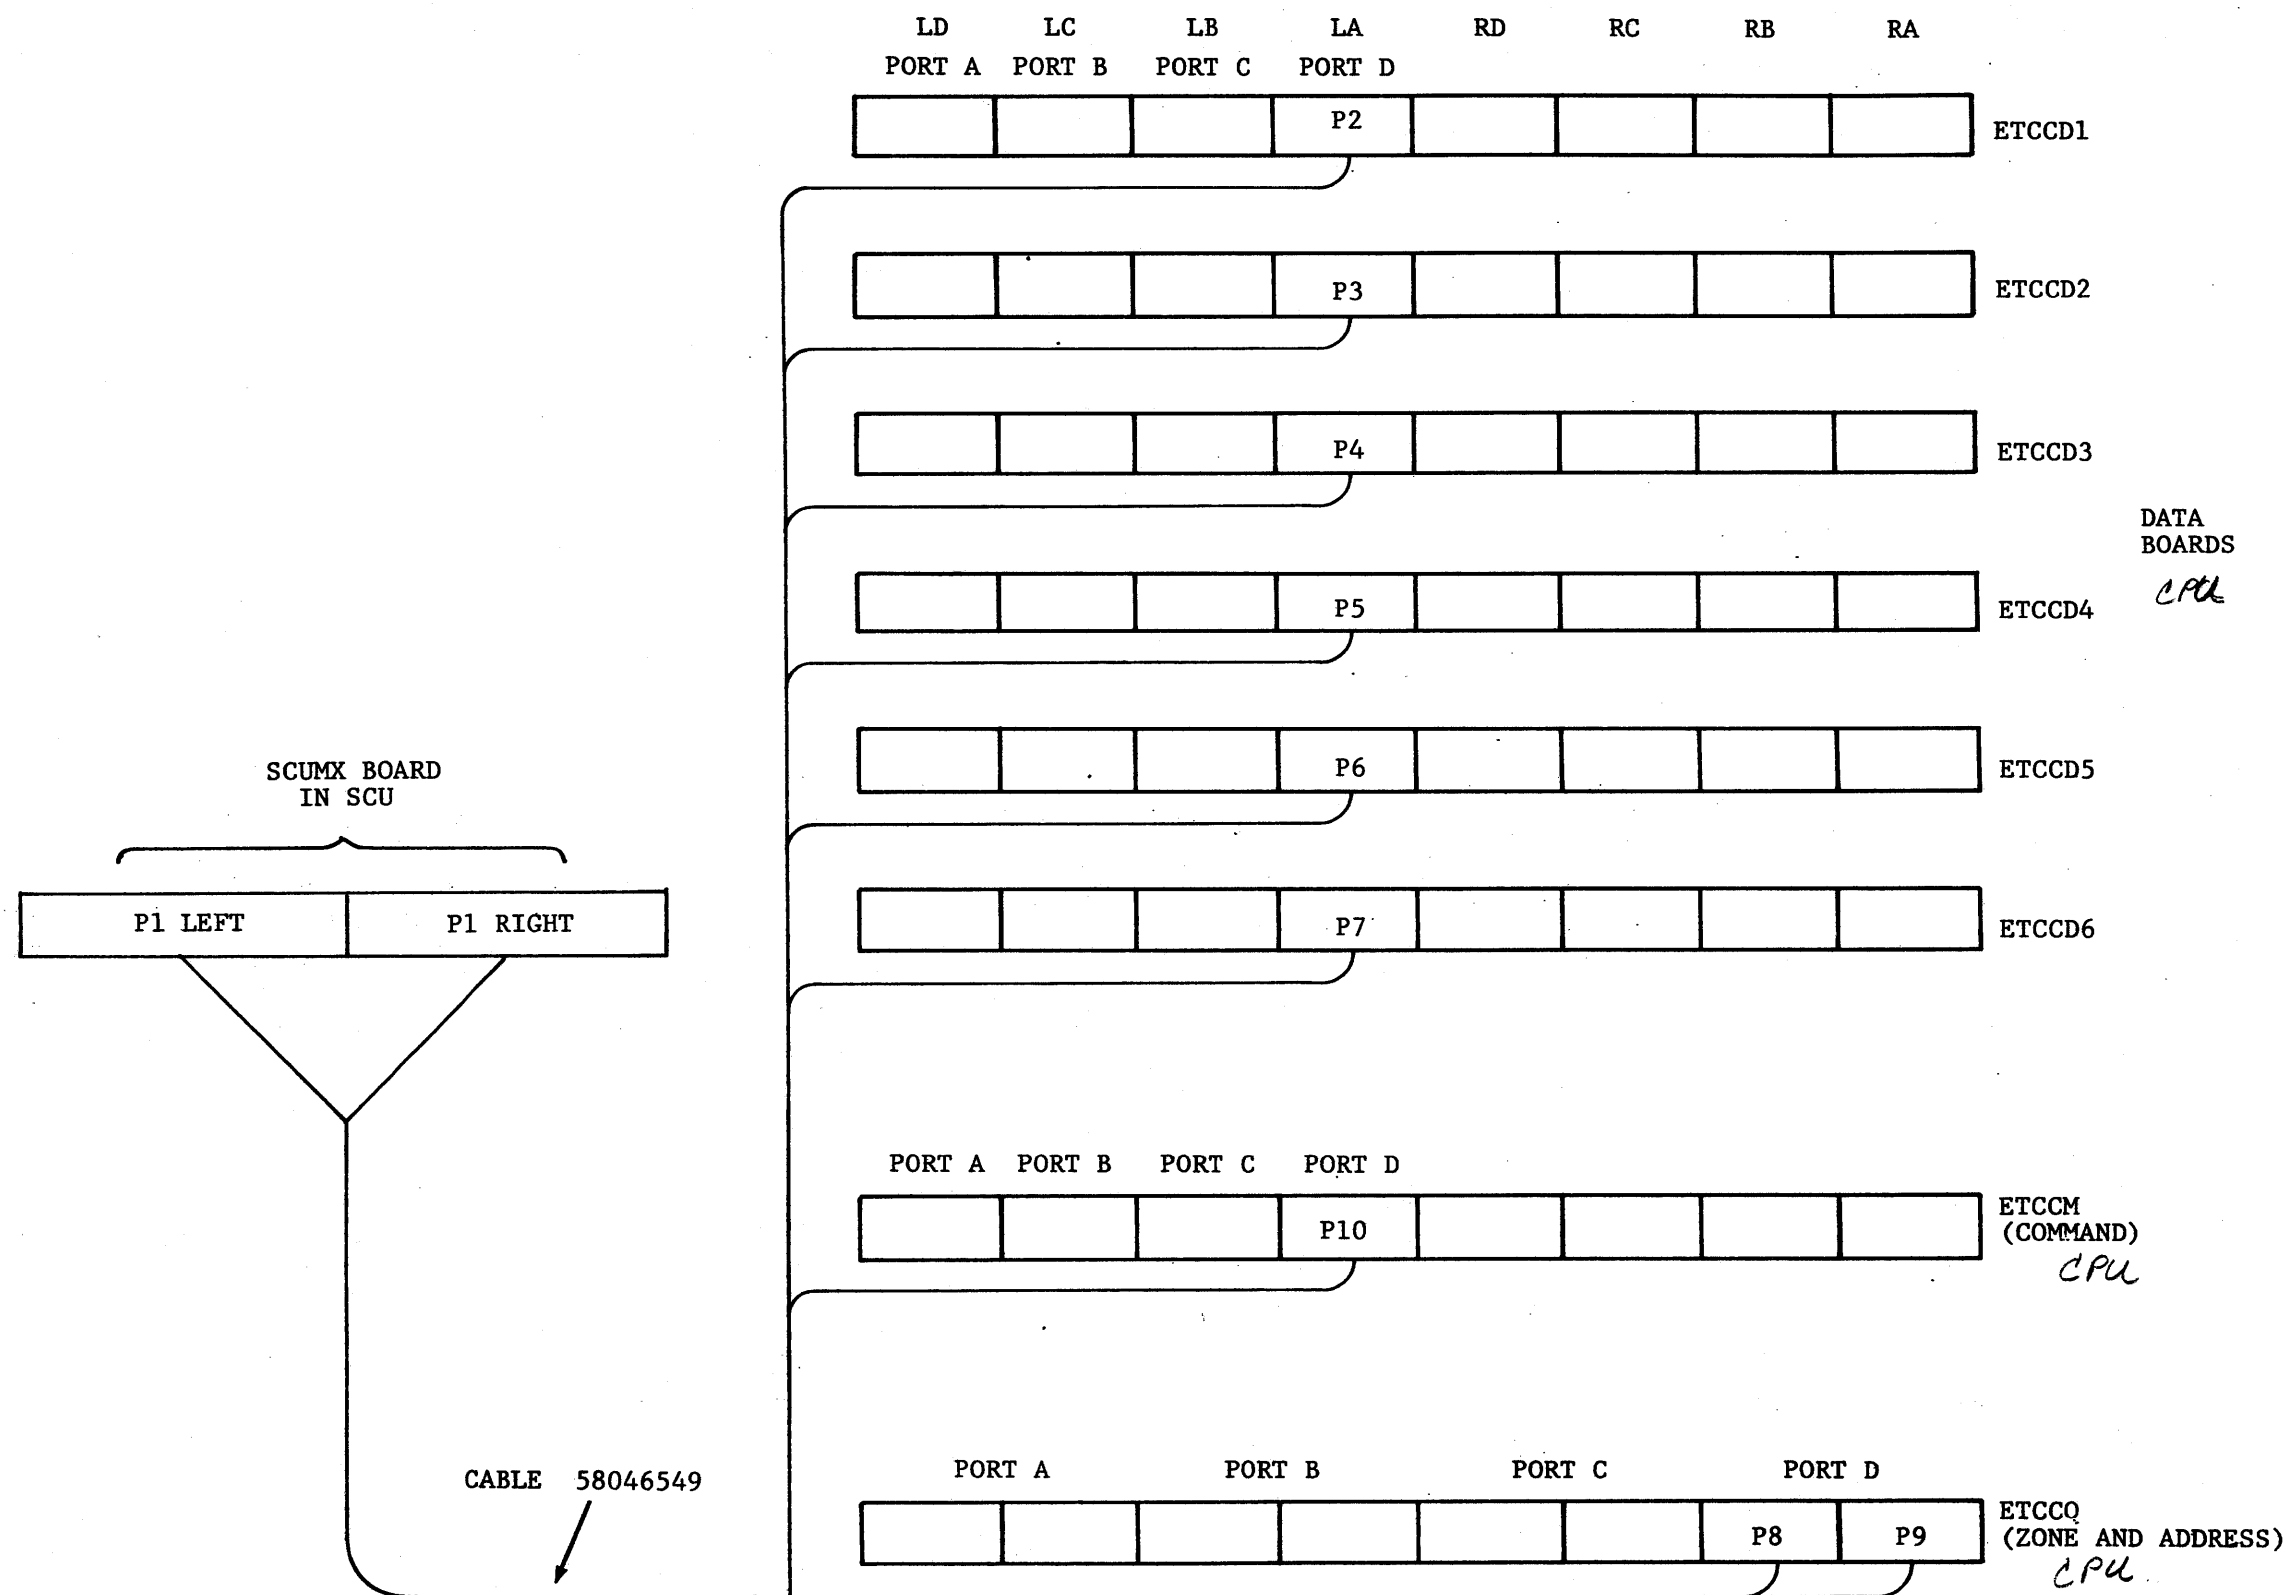 LD LC LB LA RD RC RB RA
PORT A PORT B PORT C PORT D
P2
ETCCD1
P3
ETCCD2
P4
ETCCD3
DATA
BOARDS
CPU
P5
ETCCD4
P6
ETCCD5
SCUMX BOARD
IN SCU
P1 LEFT P1 RIGHT
P7
ETCCD6
PORT A PORT B PORT C PORT D
P10
ETCCM
(COMMAND)
CPU
CABLE 58046549
PORT A PORT B PORT C PORT D
P8 P9
ETCCQ
(ZONE AND ADDRESS)
CPU